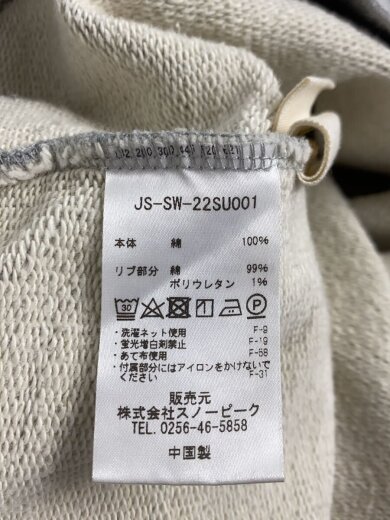 JS-SW-22SU001
本体 綿 100%
リブ部分 綿 99%
ポリウレタン 1%
30
P
・洗濯ネット使用 F-9
・蛍光増白剤禁止 F-19
・あて布使用 F-58
・付属部分にはアイロンをかけないで
ください F-31
販売元
株式会社スノーピーク
TEL. 0256-46-5858
中国製